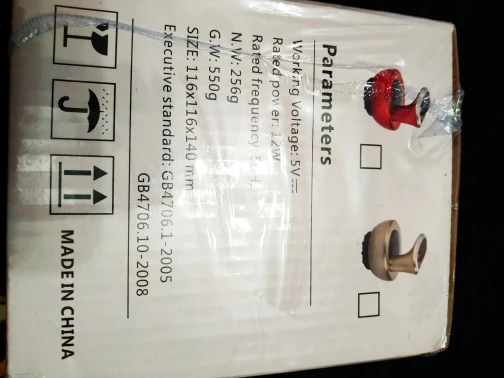 Parameters
Working Voltage: 5V
Rated power: 12W
Rated frequency:
N.W: 256g
G.W: 550g
SIZE: 116x116x140 mm
Executive standard: GB4706.1-2005
GB4706.10-2008
MADE IN CHINA